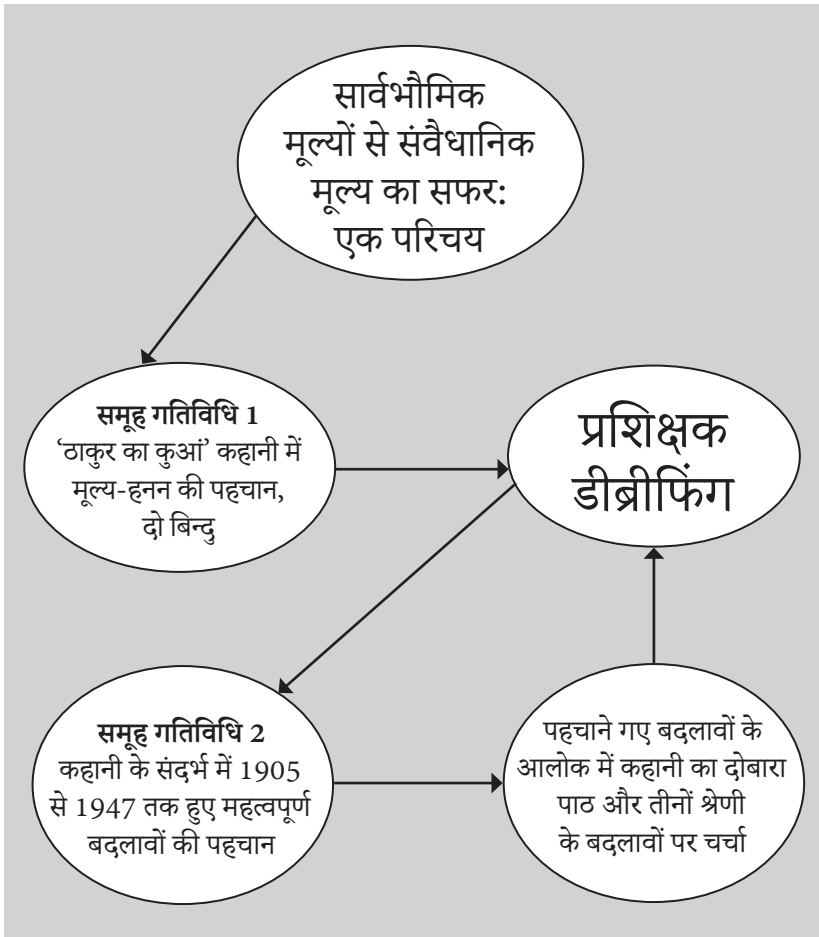 सार्वभौमिक
मूल्यों से संवैधानिक
मूल्य का सफर:
एक परिचय
समूह गतिविधि 1
‘ठाकुर का कुआं’ कहानी में
मूल्य-हनन की पहचान,
दो बिन्दु
प्रशिक्षक
डीब्रीफिंग
समूह गतिविधि 2
कहानी के संदर्भ में 1905
से 1947 तक हुए महत्वपूर्ण
बदलावों की पहचान
पहचाने गए बदलावों के
आलोक में कहानी का दोबारा
पाठ और तीनों श्रेणी
के बदलावों पर चर्चा